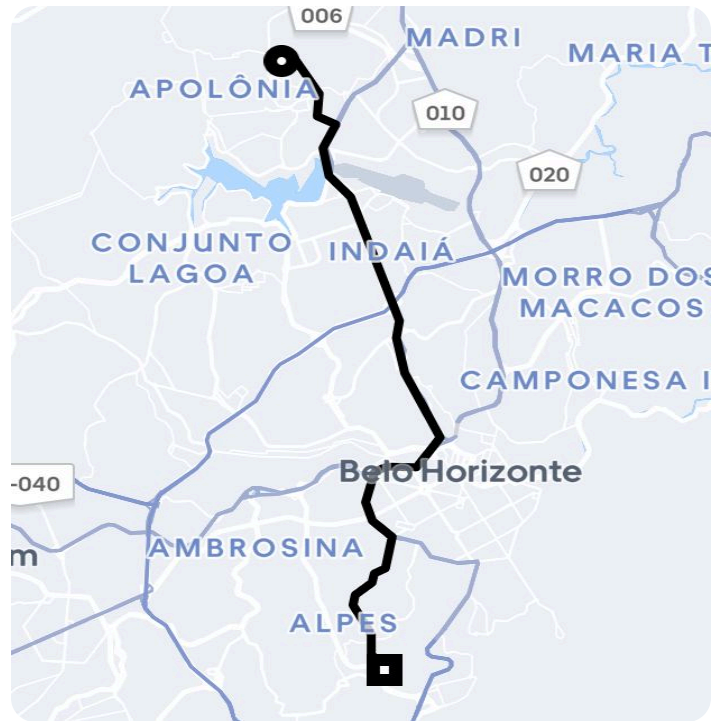 006
MADRI
MARIA T
APOLÔNIA
010
020
CONJUNTO
LAGOA
INDAIÁ
MORRO DOS
MACACOS
CAMPONESA I
-040
Belo Horizonte
AMBROSINA
m
ALPES